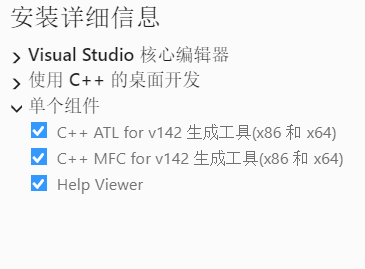 安装详细信息
Visual Studio 核心编辑器
使用 C++ 的桌面开发
单个组件
C++ ATL for v142 生成工具(x86 和 x64)
C++ MFC for v142 生成工具(x86 和 x64)
Help Viewer